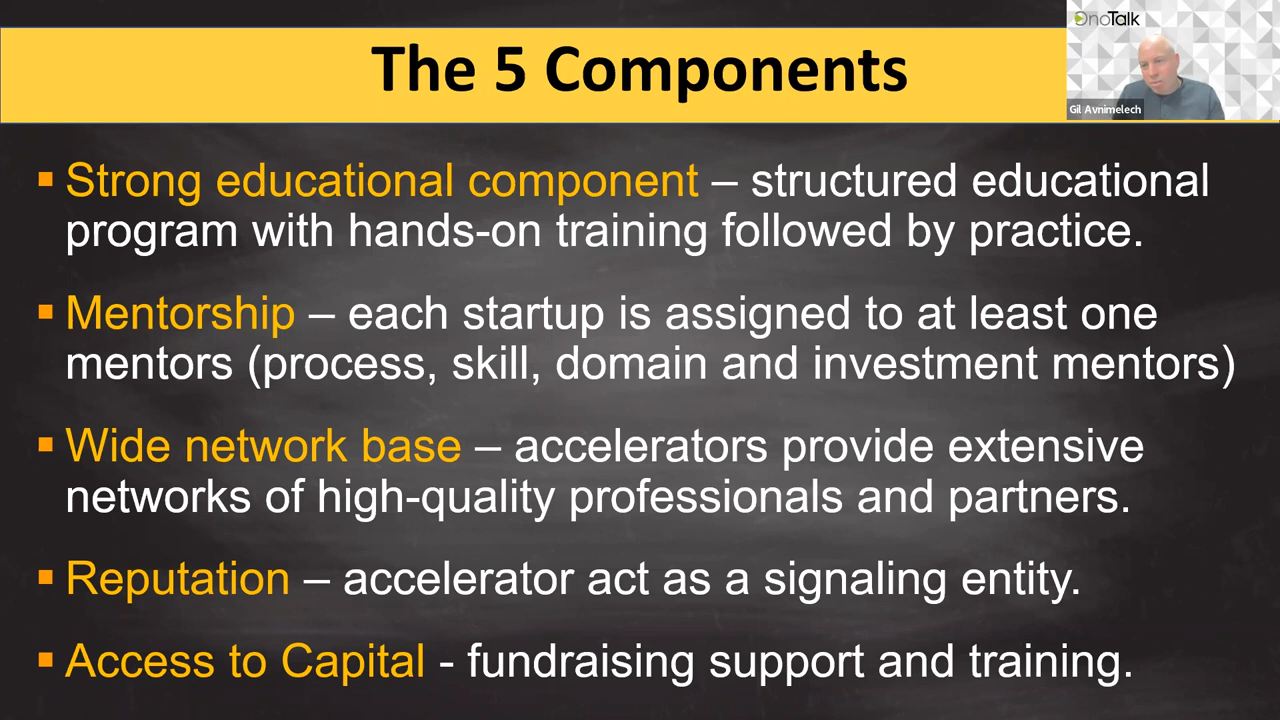 The 5 Components
OnoTalk
Gil Avnimelech
▪ Strong educational component – structured educational
program with hands-on training followed by practice.
▪ Mentorship – each startup is assigned to at least one
mentors (process, skill, domain and investment mentors)
▪ Wide network base – accelerators provide extensive
networks of high-quality professionals and partners.
▪ Reputation – accelerator act as a signaling entity.
▪ Access to Capital - fundraising support and training.